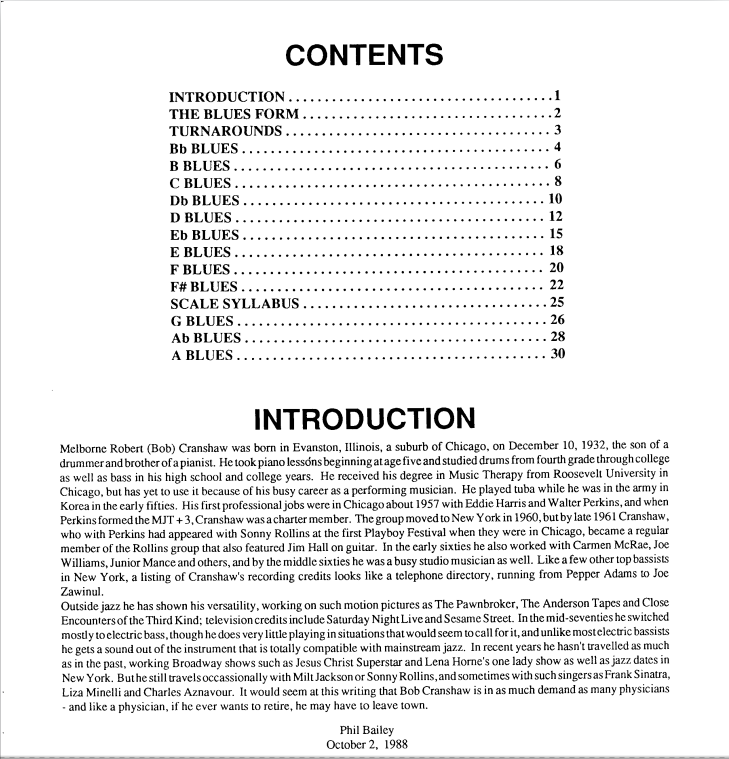 CONTENTS
INTRODUCTION . . . . . . . . . . . . . . . . . . . . . . . . . . . . . . . . . . . . .1
THE BLUES FORM . . . . . . . . . . . . . . . . . . . . . . . . . . . . . . . . . . .2
TURNAROUNDS . . . . . . . . . . . . . . . . . . . . . . . . . . . . . . . . . . . . . 3
Bb BLUES . . . . . . . . . . . . . . . . . . . . . . . . . . . . . . . . . . . . . . . . . . . 4
B BLUES . . . . . . . . . . . . . . . . . . . . . . . . . . . . . . . . . . . . . . . . . . . . 6
C BLUES . . . . . . . . . . . . . . . . . . . . . . . . . . . . . . . . . . . . . . . . . . . . 8
Db BLUES . . . . . . . . . . . . . . . . . . . . . . . . . . . . . . . . . . . . . . . . . . 10
D BLUES . . . . . . . . . . . . . . . . . . . . . . . . . . . . . . . . . . . . . . . . . . . 12
Eb BLUES . . . . . . . . . . . . . . . . . . . . . . . . . . . . . . . . . . . . . . . . . . 15
E BLUES . . . . . . . . . . . . . . . . . . . . . . . . . . . . . . . . . . . . . . . . . . . 18
F BLUES . . . . . . . . . . . . . . . . . . . . . . . . . . . . . . . . . . . . . . . . . . . 20
F# BLUES . . . . . . . . . . . . . . . . . . . . . . . . . . . . . . . . . . . . . . . . . . 22
SCALE SYLLABUS . . . . . . . . . . . . . . . . . . . . . . . . . . . . . . . . . . 25
G BLUES . . . . . . . . . . . . . . . . . . . . . . . . . . . . . . . . . . . . . . . . . . . 26
Ab BLUES . . . . . . . . . . . . . . . . . . . . . . . . . . . . . . . . . . . . . . . . . . 28
A BLUES . . . . . . . . . . . . . . . . . . . . . . . . . . . . . . . . . . . . . . . . . . . 30
INTRODUCTION
Melborne Robert (Bob) Cranshaw was born in Evanston, Illinois, a suburb of Chicago, on December 10, 1932, the son of a
drummer and brother of a pianist. He took piano lessons beginning at age five and studied drums from fourth grade through college
as well as bass in his high school and college years. He received his degree in Music Therapy from Roosevelt University in
Chicago, but has yet to use it because of his busy career as a performing musician. He played tuba while he was in the army in
Korea in the early fifties. His first professional jobs were in Chicago about 1957 with Eddie Harris and Walter Perkins, and when
Perkins formed the MJT + 3, Cranshaw was a charter member. The group moved to New York in 1960, but by late 1961 Cranshaw,
who with Perkins had appeared with Sonny Rollins at the first Playboy Festival when they were in Chicago, became a regular
member of the Rollins group that also featured Jim Hall on guitar. In the early sixties he also worked with Carmen McRae, Joe
Williams, Junior Mance and others, and by the middle sixties he was a busy studio musician as well. Like a few other top bassists
in New York, a listing of Cranshaw's recording credits looks like a telephone directory, running from Pepper Adams to Joe
Zawinul.
Outside jazz he has shown his versatility, working on such motion pictures as The Pawnbroker, The Anderson Tapes and Close
Encounters of the Third Kind; television credits include Saturday Night Live and Sesame Street. In the mid-seventies he switched
mostly to electric bass, though he does very little playing in situations that would seem to call for it, and unlike most electric bassists
he gets a sound out of the instrument that is totally compatible with mainstream jazz. In recent years he hasn't travelled as much
as in the past, working Broadway shows such as Jesus Christ Superstar and Lena Horne's one lady show as well as jazz dates in
New York. But he still travels occassionally with Milt Jackson or Sonny Rollins, and sometimes with such singers as Frank Sinatra,
Liza Minelli and Charles Aznavour. It would seem at this writing that Bob Cranshaw is in as much demand as many physicians
- and like a physician, if he ever wants to retire, he may have to leave town.
Phil Bailey
October 2, 1988